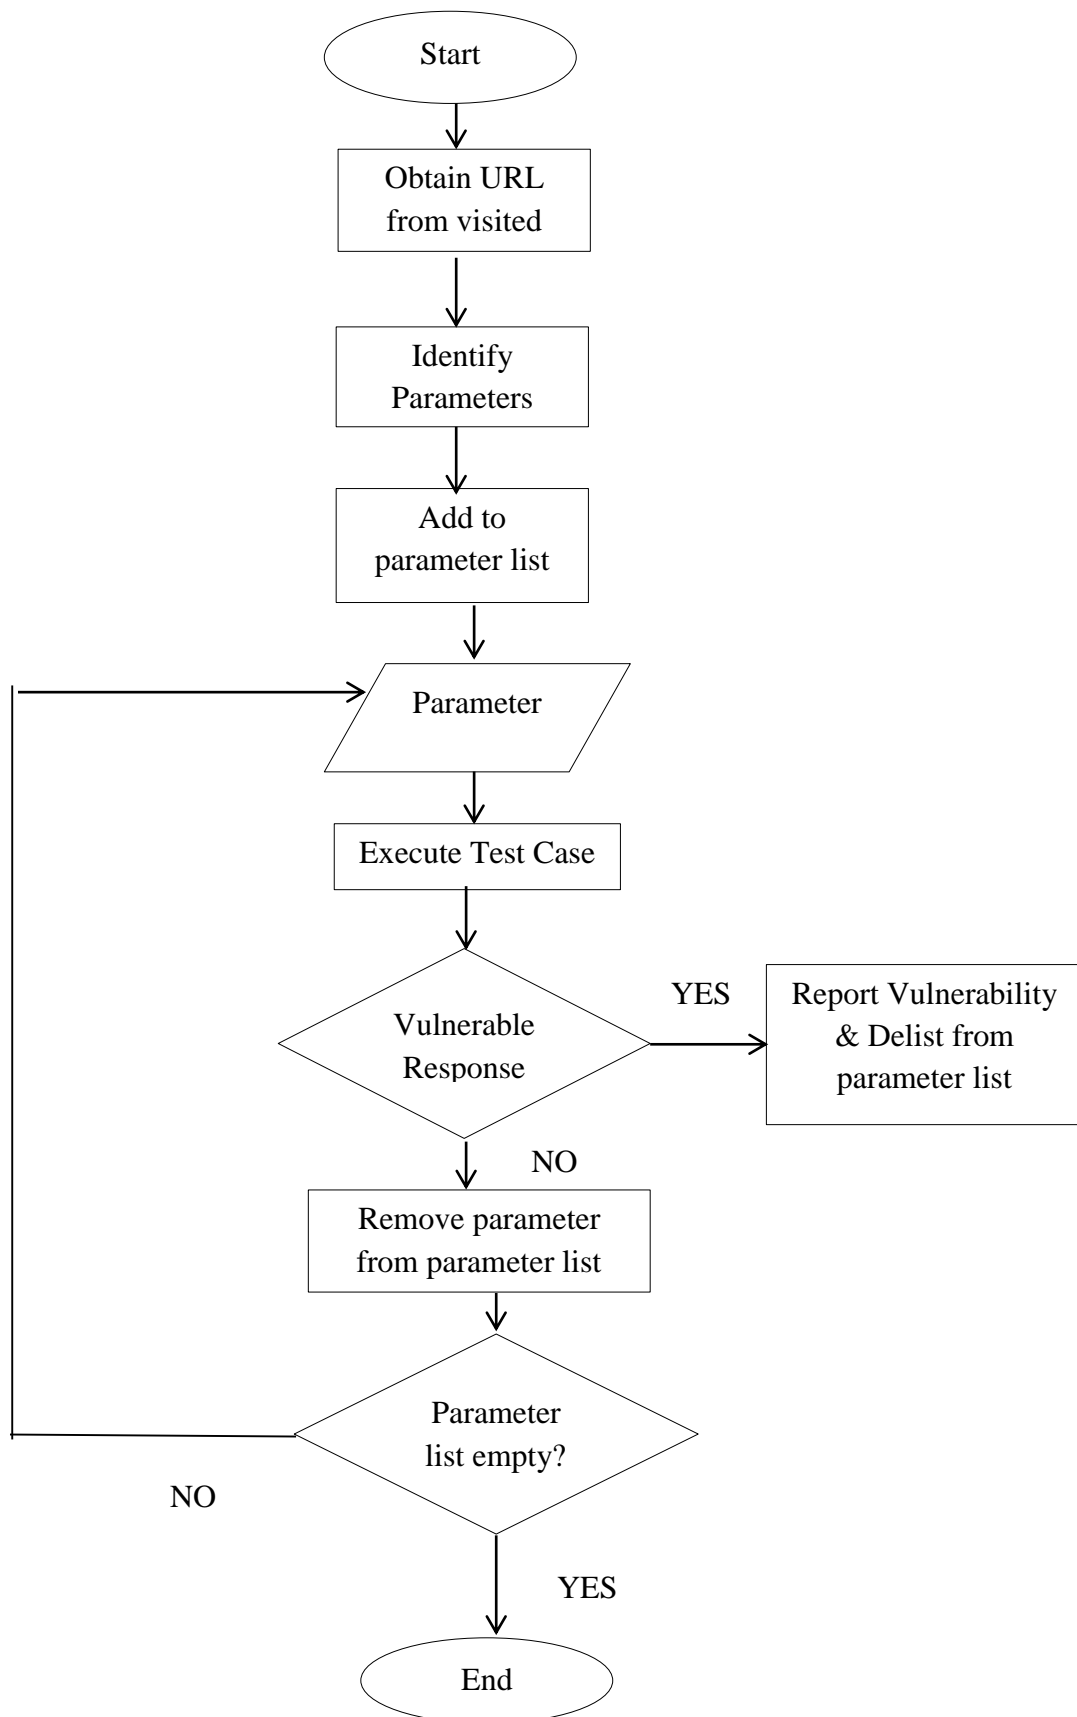 Start
Obtain URL
from visited
Identify
Parameters
Add to
parameter list
Parameter
Execute Test Case
Vulnerable
Response
YES
Report Vulnerability
& Delist from
parameter list
NO
Remove parameter
from parameter list
Parameter
list empty?
NO
YES
End